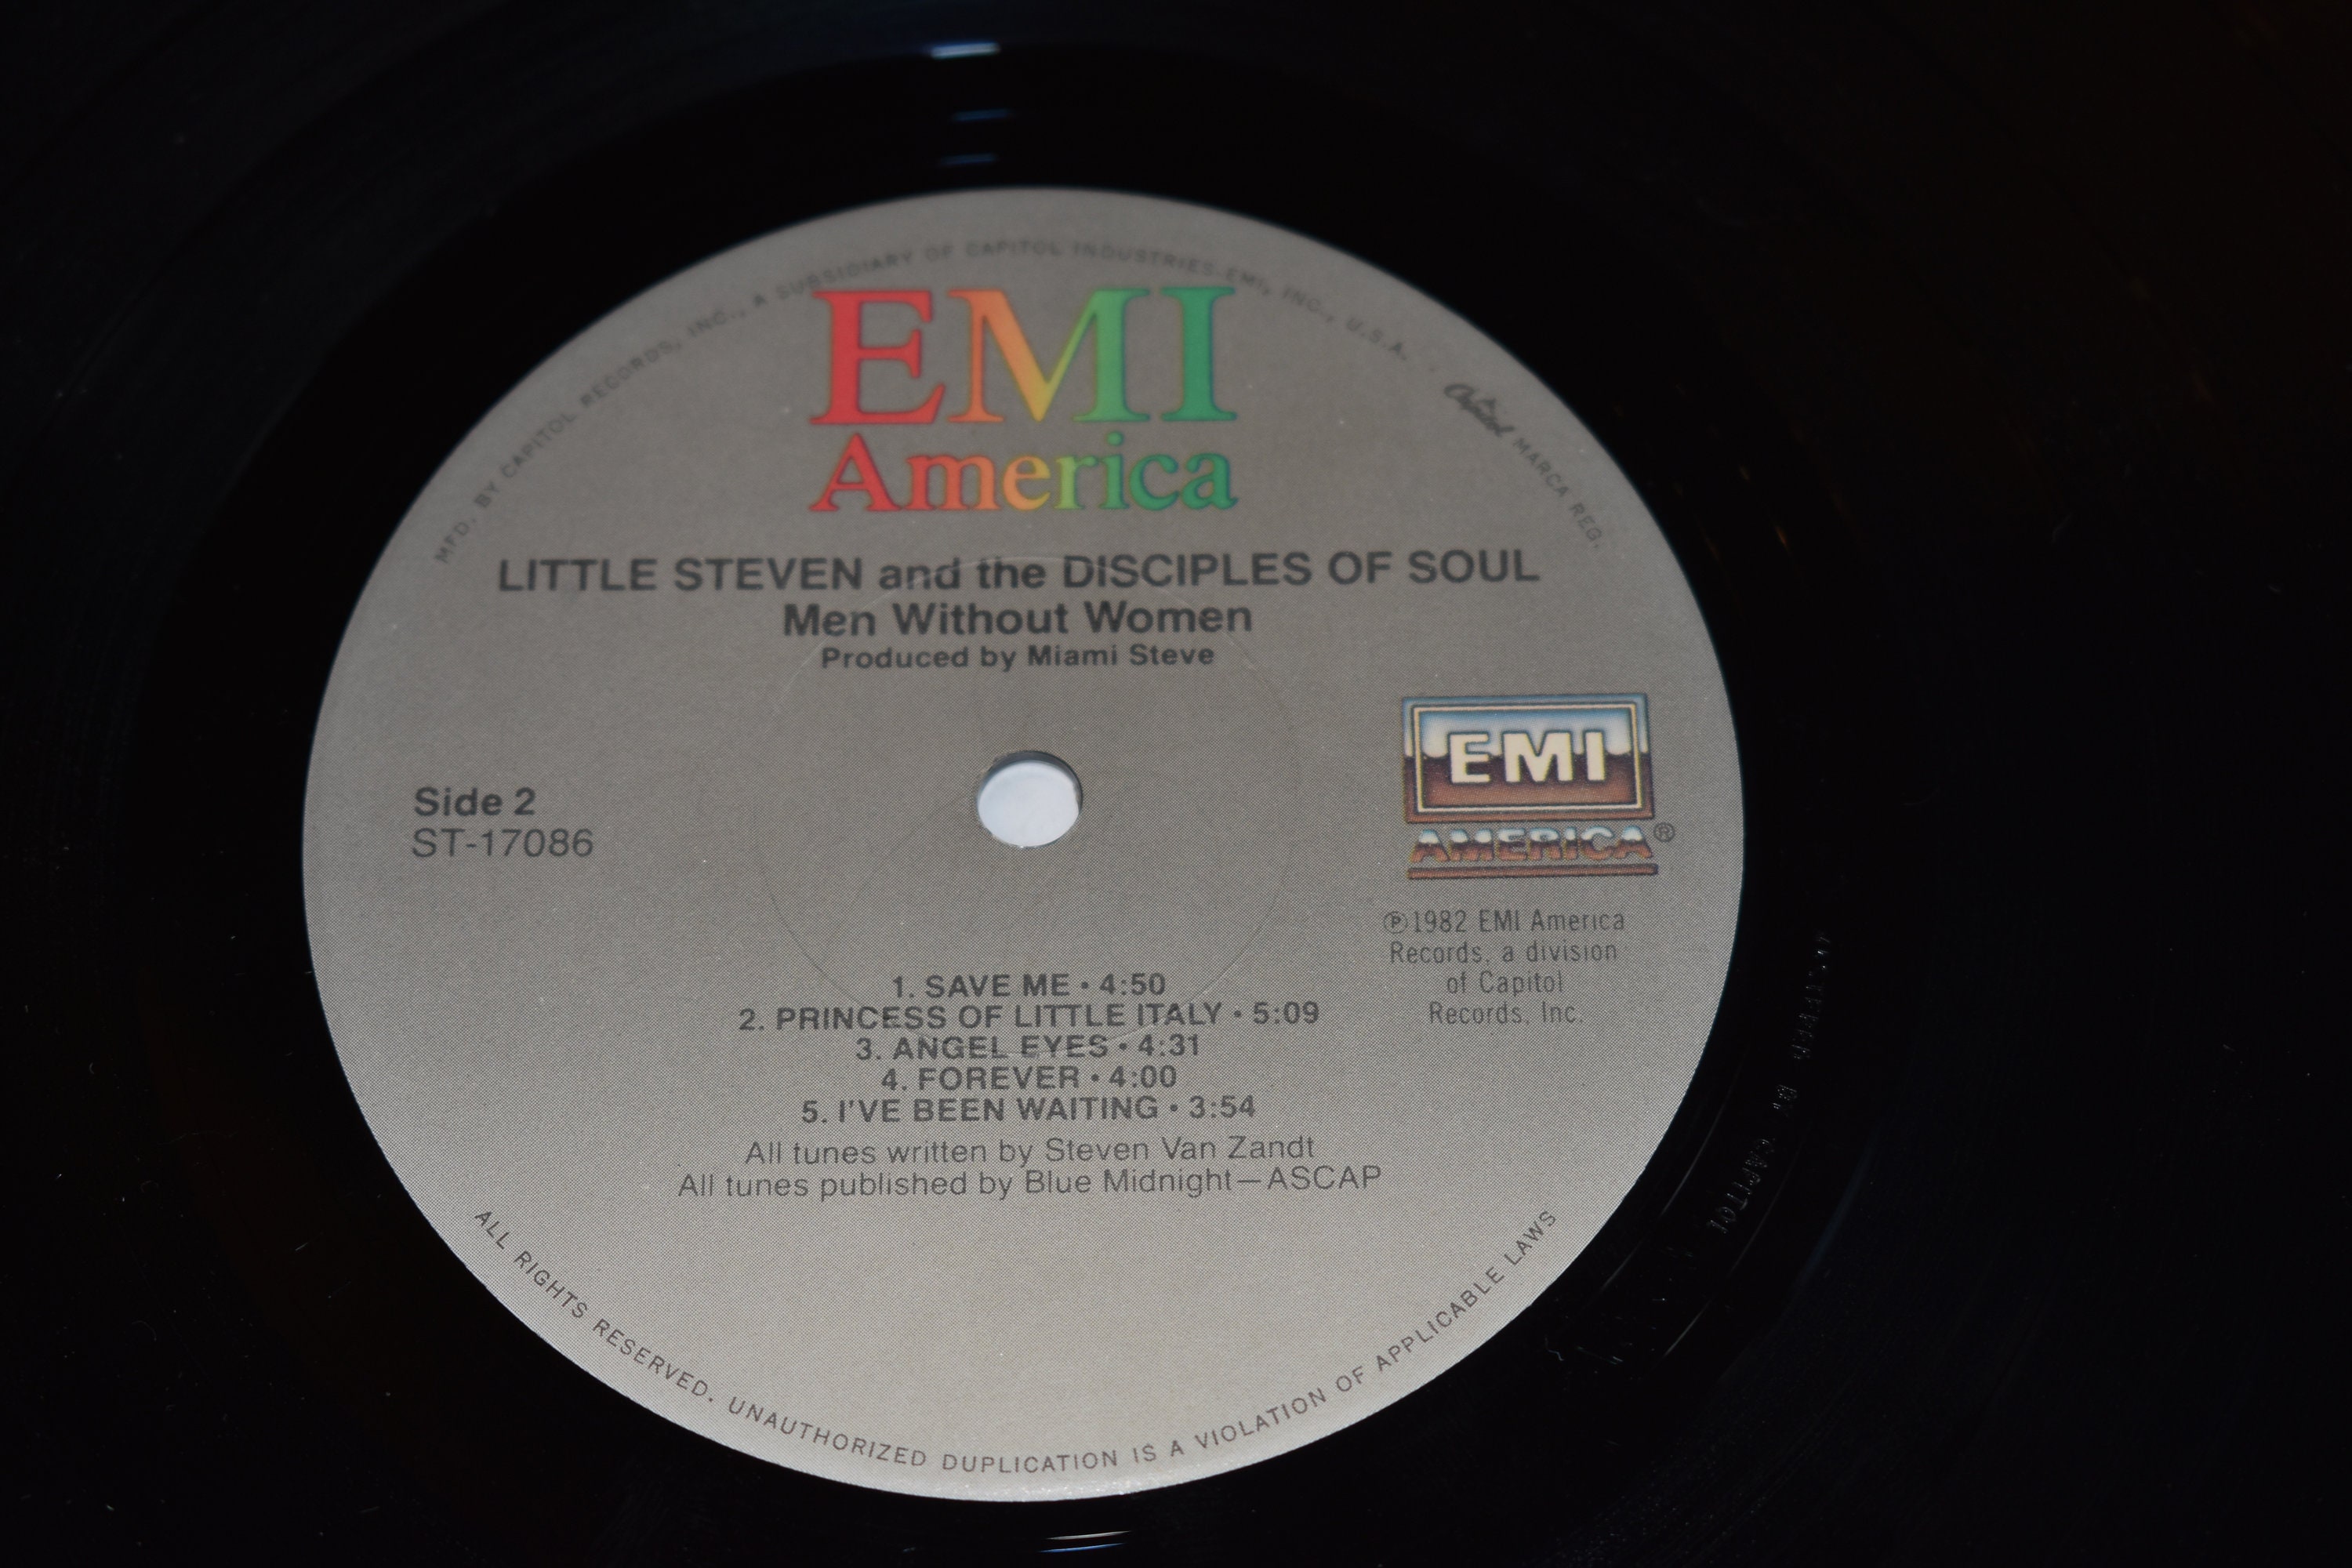 MFD. BY CAPITOL RECORDS, INC., A SUBSIDIARY OF CAPITOL INDUSTRIES-EMI, INC., U.S.A. · Capitol MARCA REG.
EMI
America
LITTLE STEVEN and the DISCIPLES OF SOUL
Men Without Women
Produced by Miami Steve
EMI
AMERICA®
Side 2
ST-17086
℗1982 EMI America
Records, a division
of Capitol
Records, Inc.
1. SAVE ME • 4:50
2. PRINCESS OF LITTLE ITALY • 5:09
3. ANGEL EYES • 4:31
4. FOREVER • 4:00
5. I'VE BEEN WAITING • 3:54
All tunes written by Steven Van Zandt
All tunes published by Blue Midnight—ASCAP
ALL RIGHTS RESERVED. UNAUTHORIZED DUPLICATION IS A VIOLATION OF APPLICABLE LAWS
BY CAPITOL